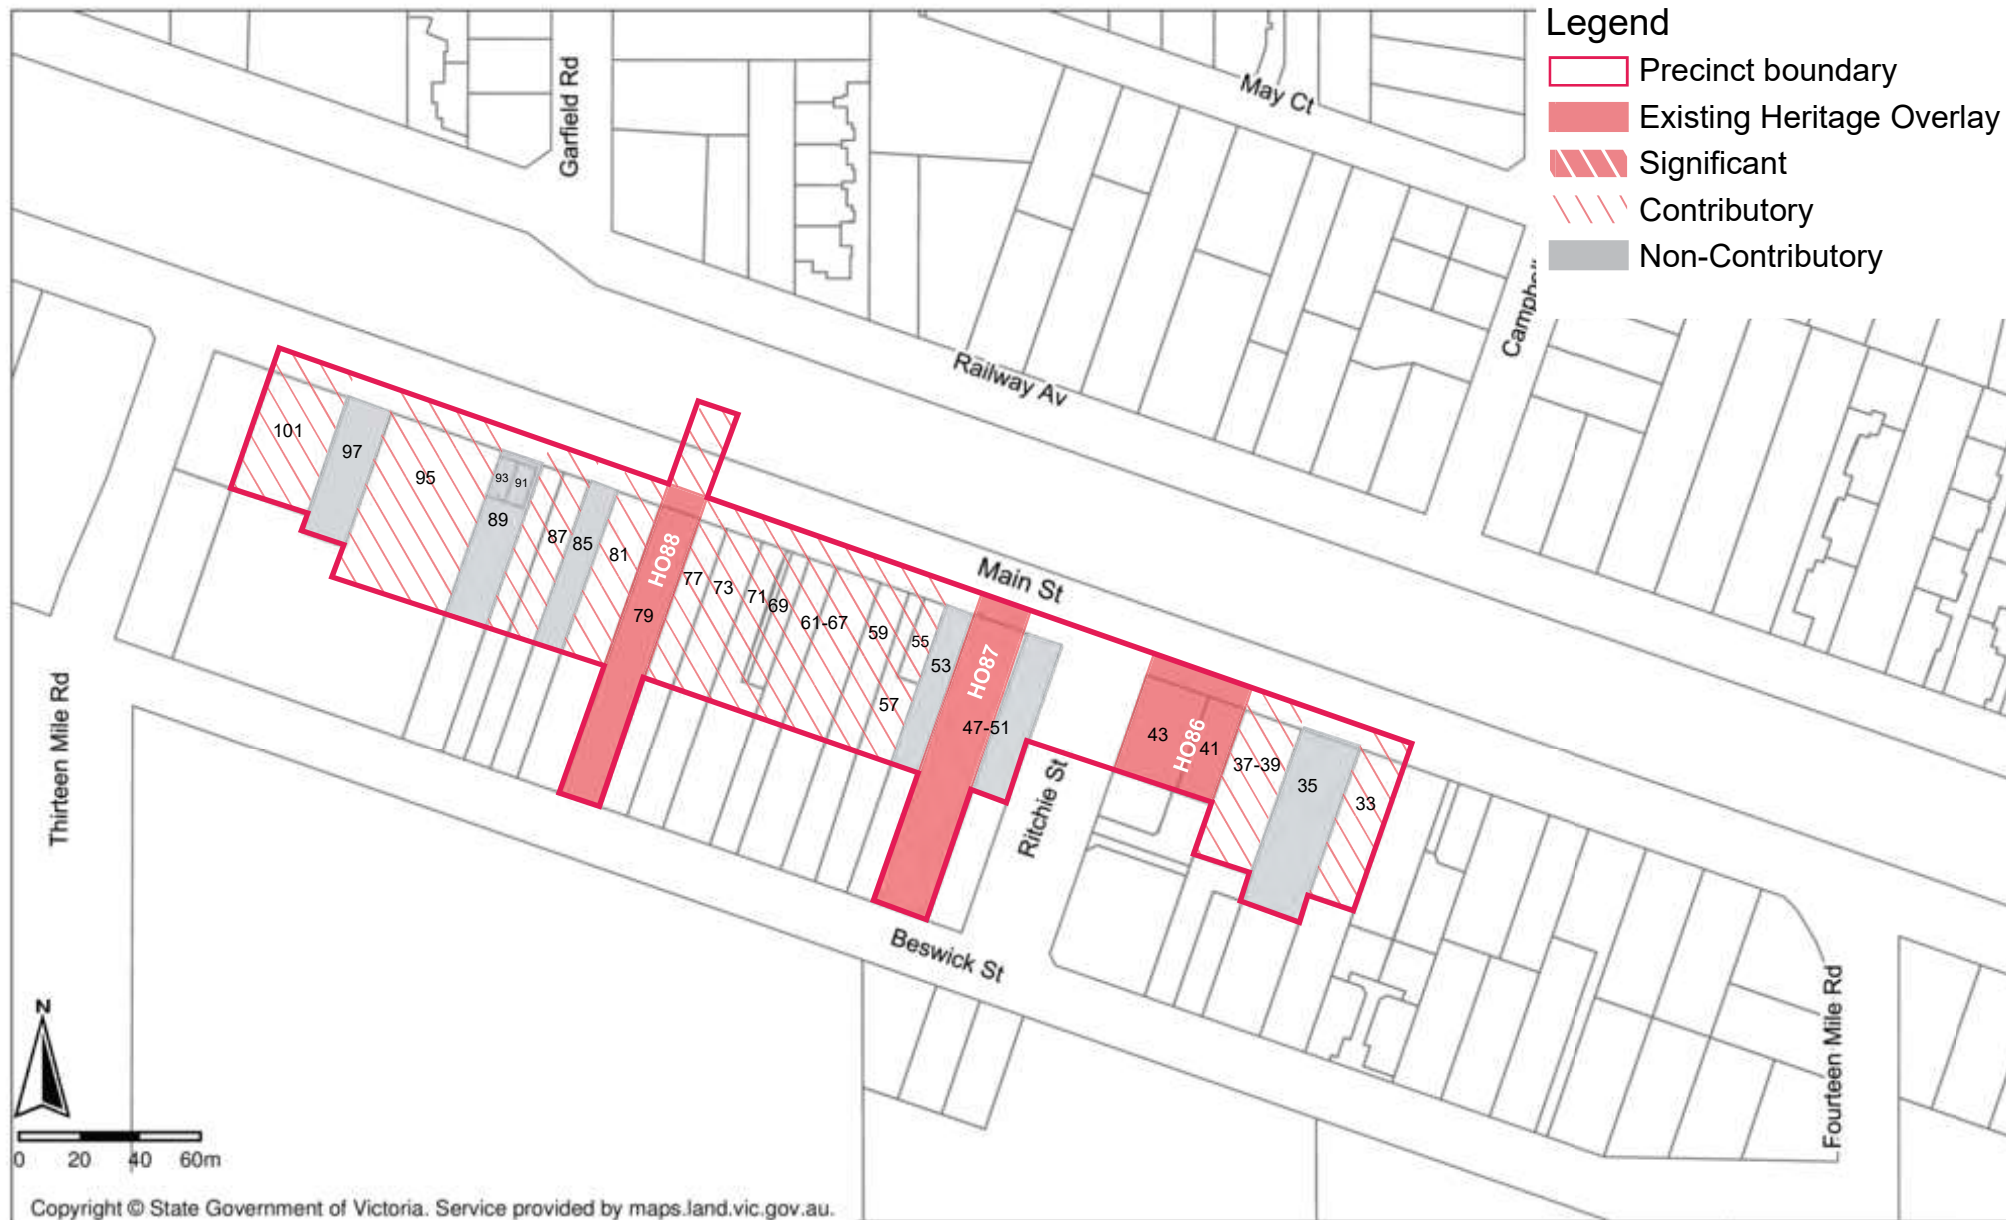 Legend
Precinct boundary
Existing Heritage Overlay
Significant
Contributory
Non-Contributory
Garfield Rd
May Ct
Railway Av
Main St
Ritchie St
Beswick St
Thirteen Mile Rd
Fourteen Mile Rd
101
97
95
93
91
89
87
85
81
HO88
79
77
73
71
69
61-67
59
55
57
53
HO87
47-51
43
HO86
41
37-39
35
33
N
0 20 40 60m
Copyright © State Government of Victoria. Service provided by maps.land.vic.gov.au.